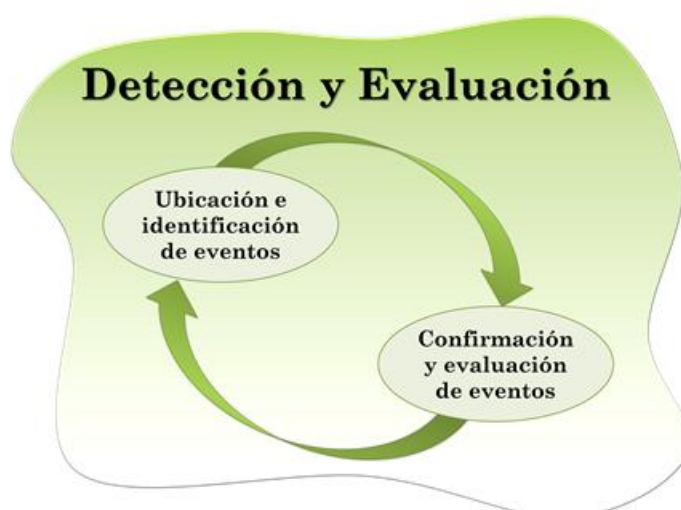 Detección y Evaluación
Ubicación e
identificación
de eventos
Confirmación
y evaluación
de eventos